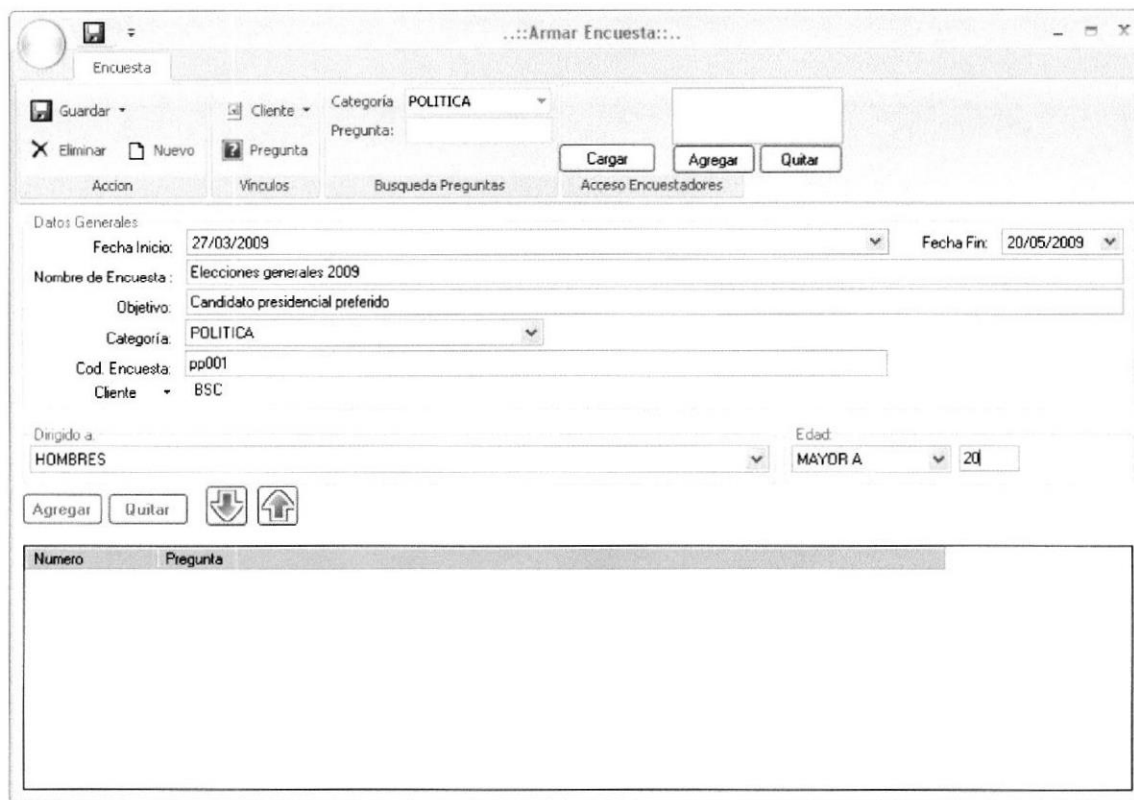 ..::Armar Encuesta::..
Encuesta
Guardar
Eliminar Nuevo
Accion
Cliente
Pregunta
Vinculos
Categoria POLITICA
Pregunta:
Busqueda Preguntas
Cargar Agregar Quitar
Acceso Encuestadores
Datos Generales
Fecha Inicio: 27/03/2009 Fecha Fin: 20/05/2009
Nombre de Encuesta : Elecciones generales 2009
Objetivo: Candidato presidencial preferido
Categoría: POLITICA
Cod. Encuesta: pp001
Cliente BSC
Dirigido a: Edad:
HOMBRES MAYOR A 20
Agregar Quitar
Numero Pregunta